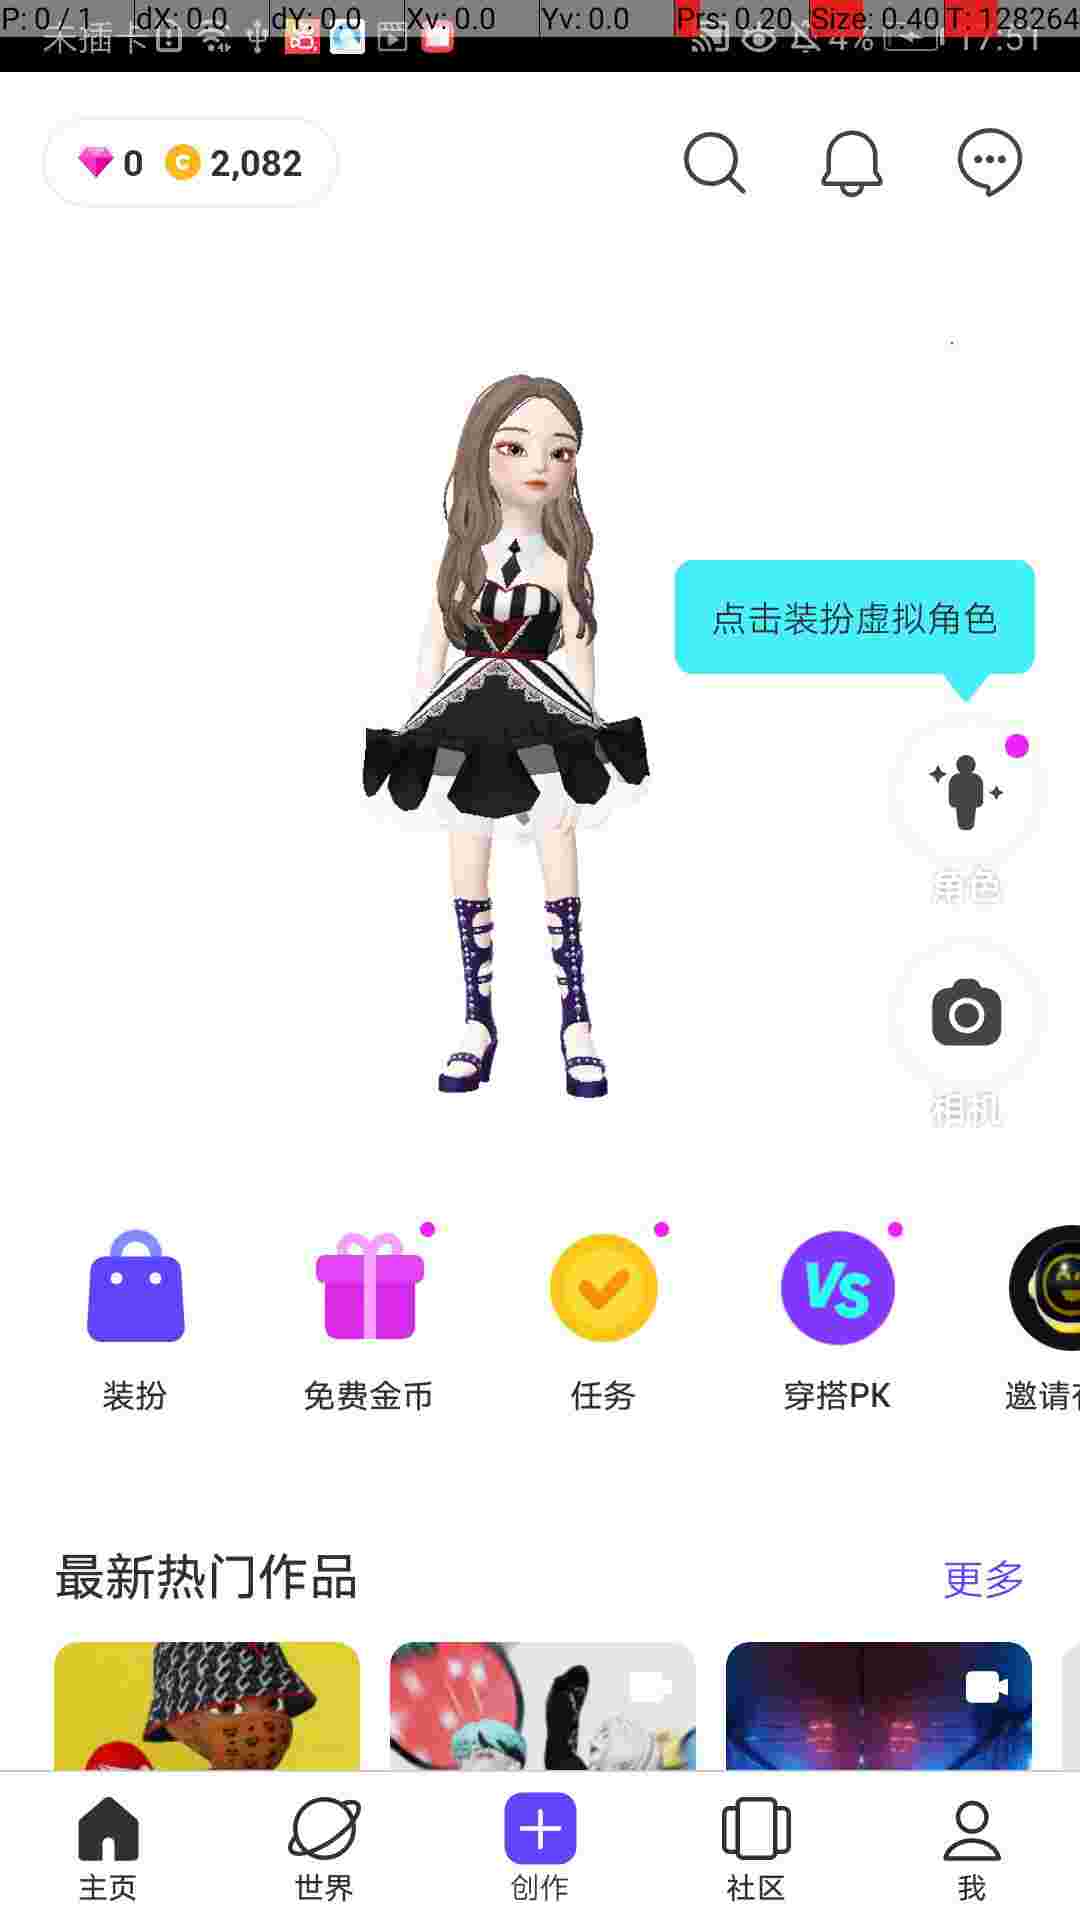 P: 0 / 1 dX: 0.0 dY: 0.0 Xv: 0.0 Yv: 0.0 Prs: 0.20 Size: 0.40 T: 128264
未插卡 4% 17:51
0 2,082
点击装扮虚拟角色
角色
相机
VS
装扮 免费金币 任务 穿搭PK 邀请
最新热门作品 更多
主页 世界 创作 社区 我